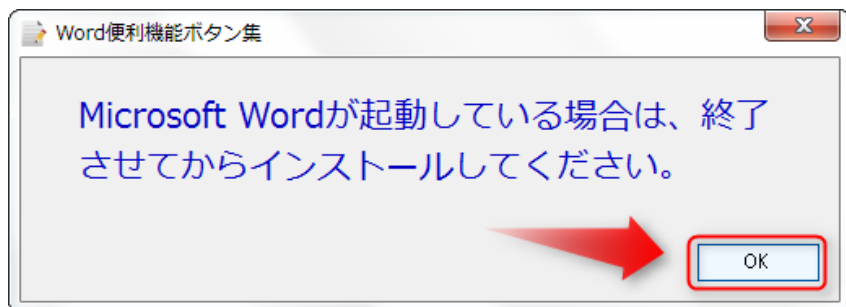 Word便利機能ボタン集
Microsoft Wordが起動している場合は、終了
させてからインストールしてください。
OK